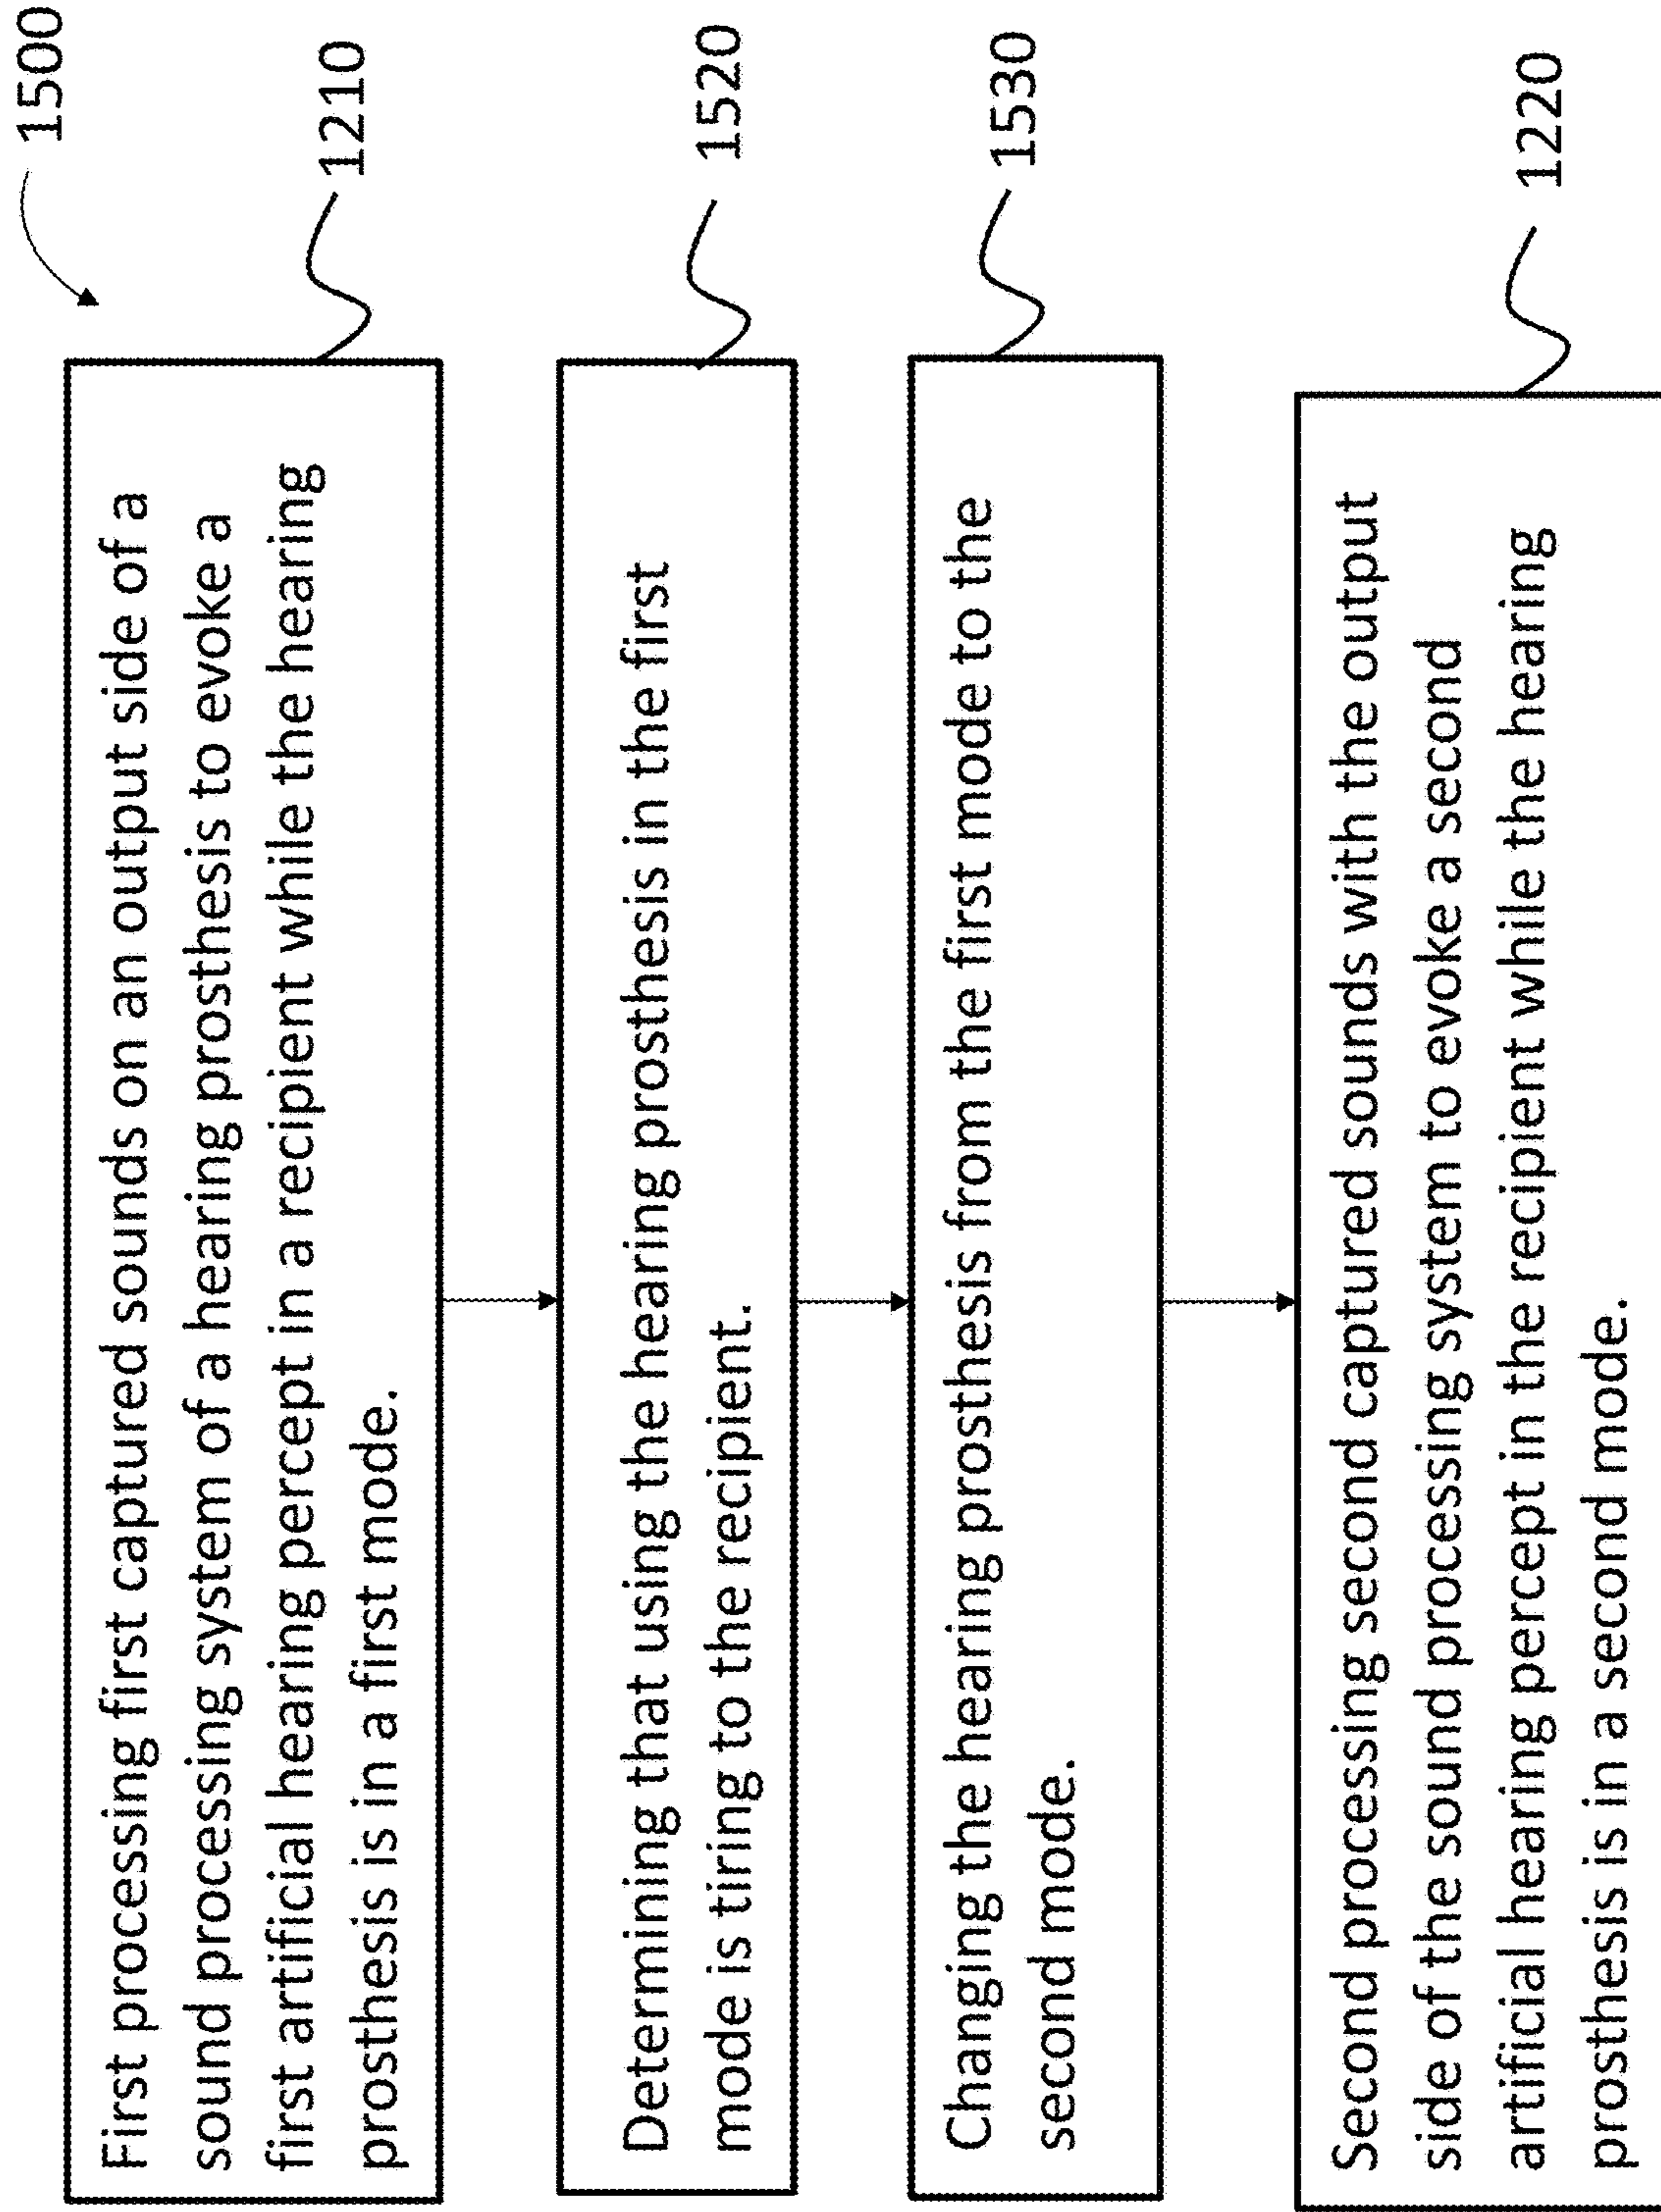 1500
First processing first captured sounds on an output side of a
sound processing system of a hearing prosthesis to evoke a
first artificial hearing percept in a recipient while the hearing
prosthesis is in a first mode.
1210
Determining that using the hearing prosthesis in the first
mode is tiring to the recipient.
1520
Changing the hearing prosthesis from the first mode to the
second mode.
1530
Second processing second captured sounds with the output
side of the sound processing system to evoke a second
artificial hearing percept in the recipient while the hearing
prosthesis is in a second mode.
1220